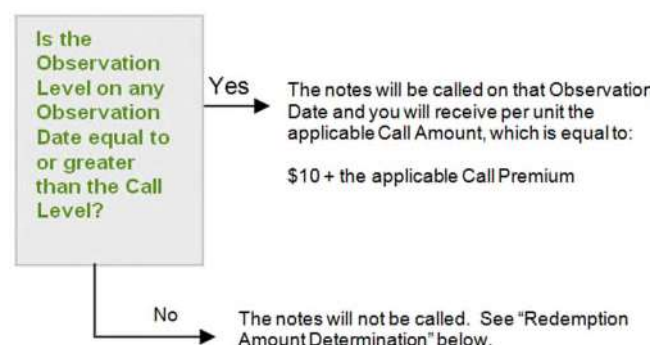 Is the
Observation
Level on any
Observation
Date equal to
or greater
than the Call
Level?
Yes
The notes will be called on that Observation
Date and you will receive per unit the
applicable Call Amount, which is equal to:
$10 + the applicable Call Premium
No
The notes will not be called. See “Redemption
Amount Determination” below.